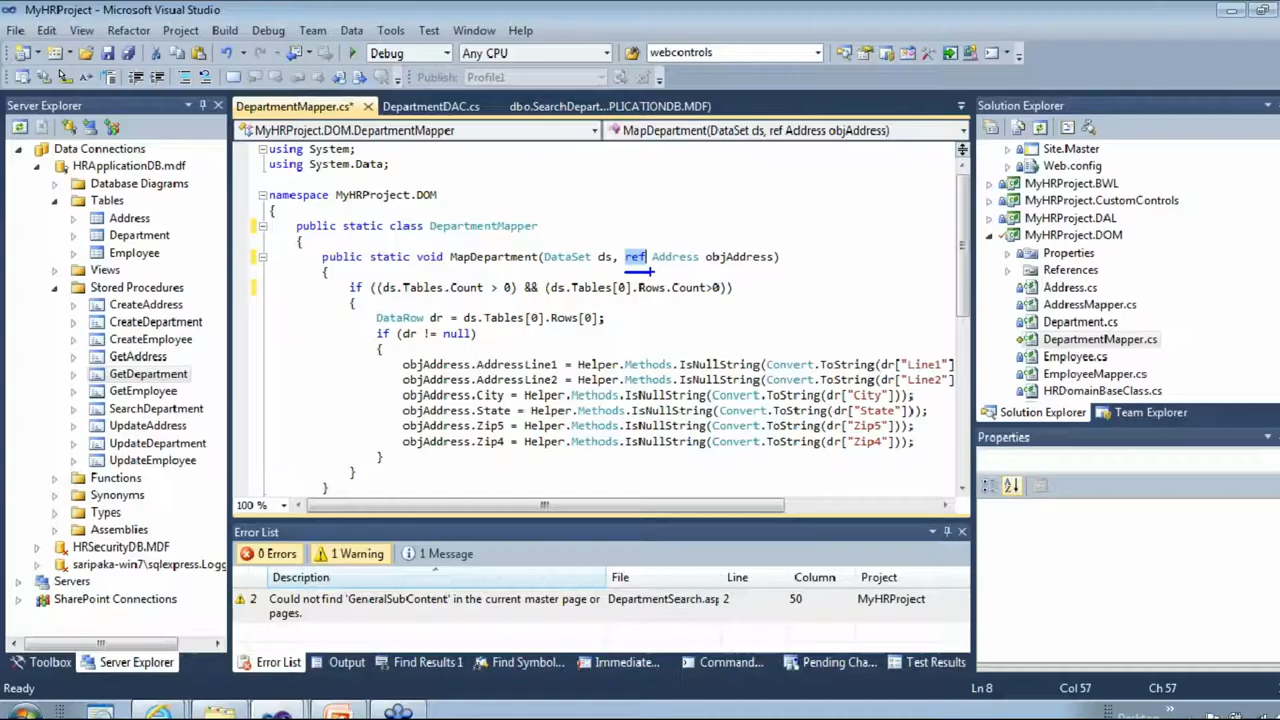 MyHRProject - Microsoft Visual Studio
File Edit View Refactor Project Build Debug Team Data Tools Test Window Help
Debug Any CPU webcontrols
Publish: Profile1
Server Explorer
Data Connections
HRApplicationDB.mdf
Database Diagrams
Tables
Address
Department
Employee
Views
Stored Procedures
CreateAddress
CreateDepartment
CreateEmployee
GetAddress
GetDepartment
GetEmployee
SearchDepartment
UpdateAddress
UpdateDepartment
UpdateEmployee
Functions
Synonyms
Types
Assemblies
HRSecurityDB.MDF
saripaka-win7\sqlexpress.Logg
Servers
SharePoint Connections
Toolbox Server Explorer
DepartmentMapper.cs* DepartmentDAC.cs dbo.SearchDepart...PLICATIONDB.MDF)
MyHRProject.DOM.DepartmentMapper MapDepartment(DataSet ds, ref Address objAddress)
using System;
using System.Data;
namespace MyHRProject.DOM
{
public static class DepartmentMapper
{
public static void MapDepartment(DataSet ds, ref Address objAddress)
{
if ((ds.Tables.Count > 0) && (ds.Tables[0].Rows.Count>0))
{
DataRow dr = ds.Tables[0].Rows[0];
if (dr != null)
{
objAddress.AddressLine1 = Helper.Methods.IsNullString(Convert.ToString(dr["Line1"]
objAddress.AddressLine2 = Helper.Methods.IsNullString(Convert.ToString(dr["Line2"]
objAddress.City = Helper.Methods.IsNullString(Convert.ToString(dr["City"]));
objAddress.State = Helper.Methods.IsNullString(Convert.ToString(dr["State"]));
objAddress.Zip5 = Helper.Methods.IsNullString(Convert.ToString(dr["Zip5"]));
objAddress.Zip4 = Helper.Methods.IsNullString(Convert.ToString(dr["Zip4"]));
}
}
}
100 %
Error List
0 Errors 1 Warning 1 Message
Description File Line Column Project
2 Could not find 'GeneralSubContent' in the current master page or DepartmentSearch.asp 2 50 MyHRProject
pages.
Error List Output Find Results 1 Find Symbol... Immediate... Command... Pending Cha... Test Results
Solution Explorer
Site.Master
Web.config
MyHRProject.BWL
MyHRProject.CustomControls
MyHRProject.DAL
MyHRProject.DOM
Properties
References
Address.cs
AddressMapper.cs
Department.cs
DepartmentMapper.cs
Employee.cs
EmployeeMapper.cs
HRDomainBaseClass.cs
Solution Explorer Team Explorer
Properties
Ready Ln 8 Col 57 Ch 57
Desktop